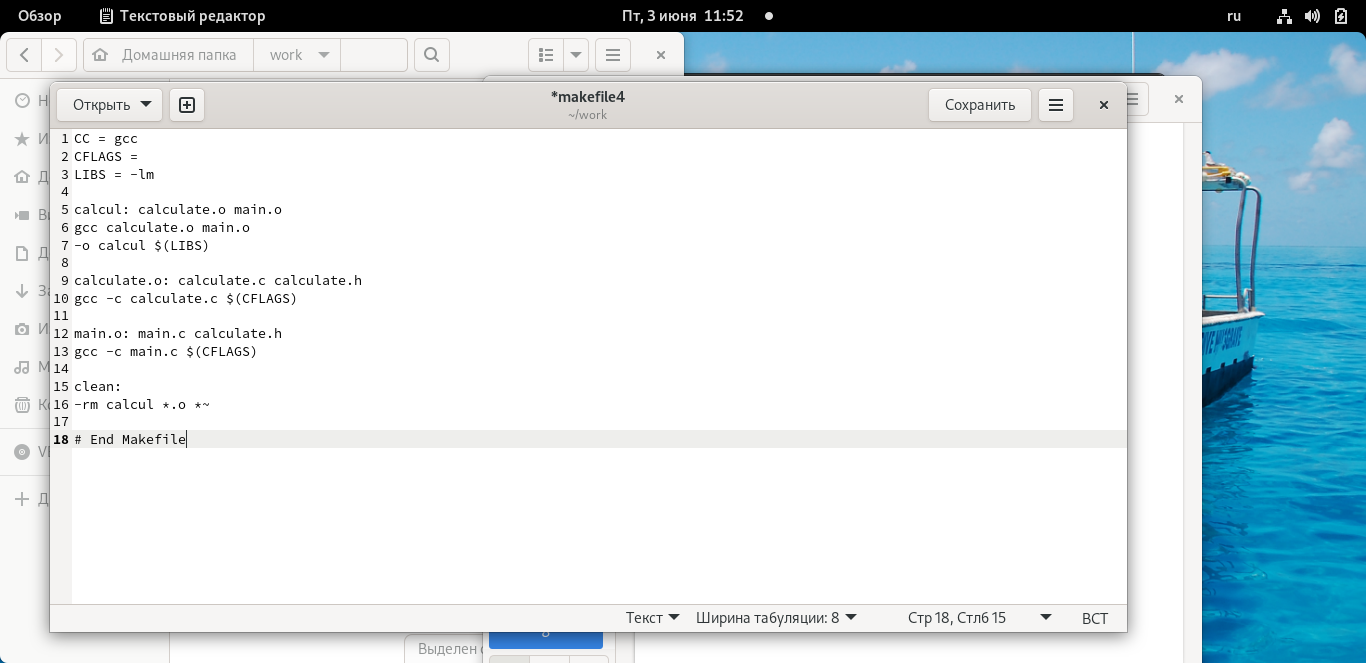 Обзор
Текстовый редактор
Пт, 3 июня 11:52
ru
Домашняя папка
work
Открыть
*makefile4
~/work
Сохранить
1 CC = gcc
2 CFLAGS =
3 LIBS = -lm
4
5 calcul: calculate.o main.o
6 gcc calculate.o main.o
7 -o calcul $(LIBS)
8
9 calculate.o: calculate.c calculate.h
10 gcc -c calculate.c $(CFLAGS)
11
12 main.o: main.c calculate.h
13 gcc -c main.c $(CFLAGS)
14
15 clean:
16 -rm calcul *.o *~
17
18 # End Makefile
Текст
Ширина табуляции: 8
Стр 18, Стлб 15
ВСТ
Выделен